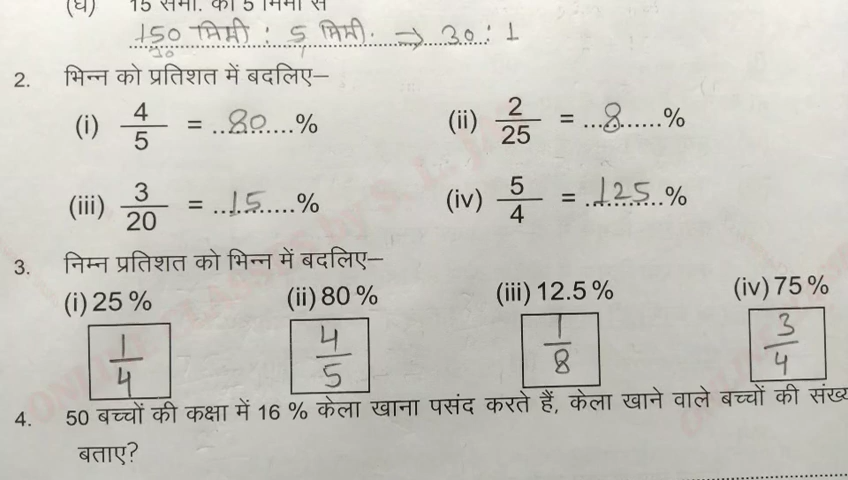 (घ) 15 सेमी. का 5 मिमी से
150 मिमी : 5 मिमी. → 30 : 1
2. भिन्न को प्रतिशत में बदलिए–
(i) 4/5 = ..80.....% (ii) 2/25 = ...8......%
(iii) 3/20 = ...15......% (iv) 5/4 = ..125..%
3. निम्न प्रतिशत को भिन्न में बदलिए–
(i) 25 % (ii) 80 % (iii) 12.5 % (iv) 75 %
1/4 4/5 1/8 3/4
4. 50 बच्चों की कक्षा में 16 % केला खाना पसंद करते हैं, केला खाने वाले बच्चों की
बताए?